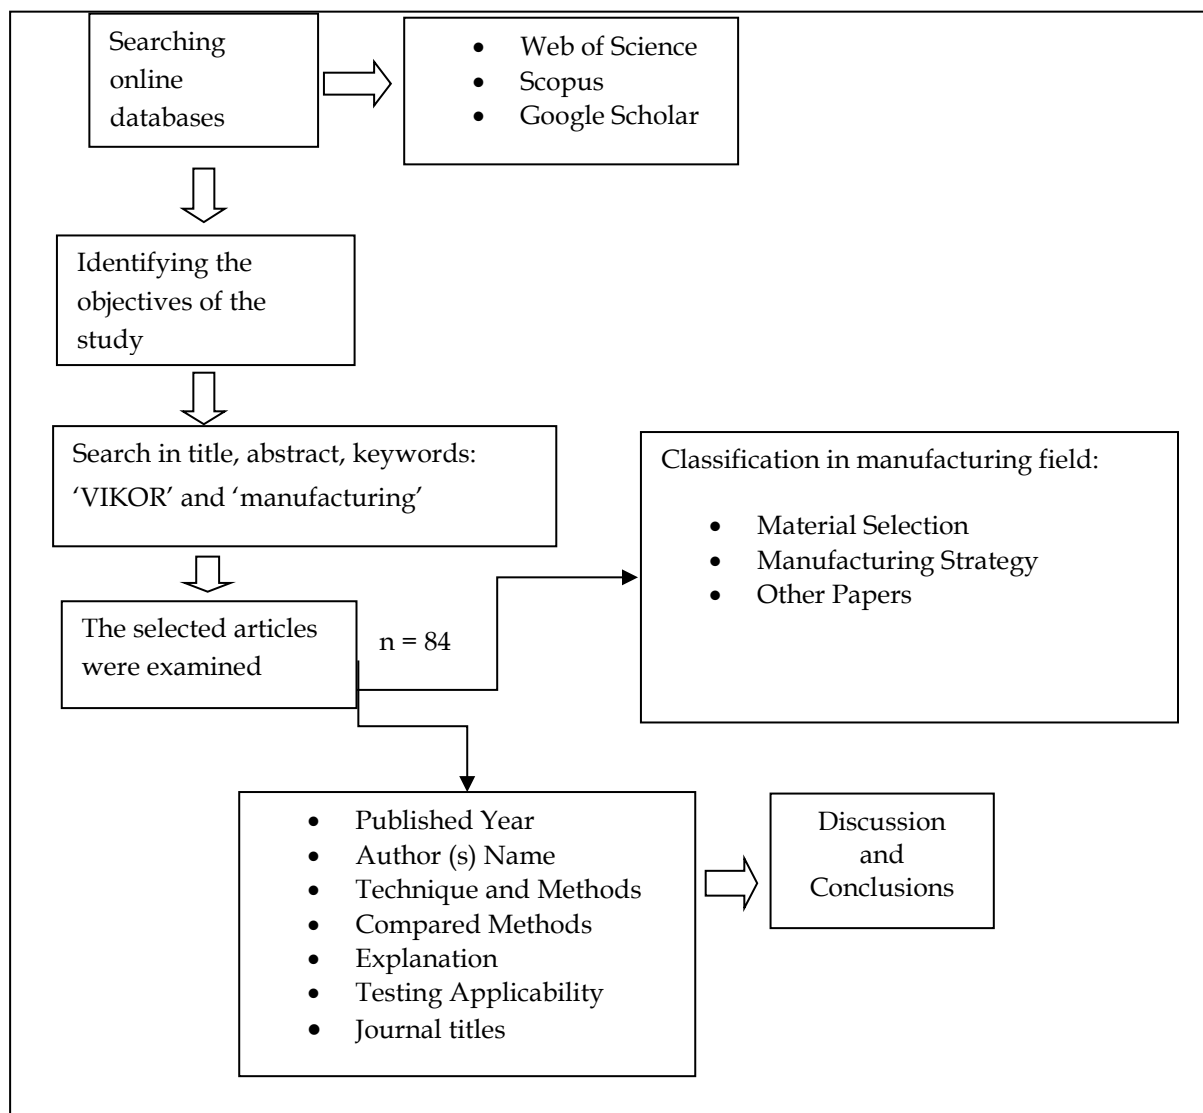 Searching
online
databases
• Web of Science
• Scopus
• Google Scholar
Identifying the
objectives of the
study
Search in title, abstract, keywords:
‘VIKOR’ and ‘manufacturing’
The selected articles
were examined
n = 84
Classification in manufacturing field:
• Material Selection
• Manufacturing Strategy
• Other Papers
• Published Year
• Author (s) Name
• Technique and Methods
• Compared Methods
• Explanation
• Testing Applicability
• Journal titles
Discussion
and
Conclusions